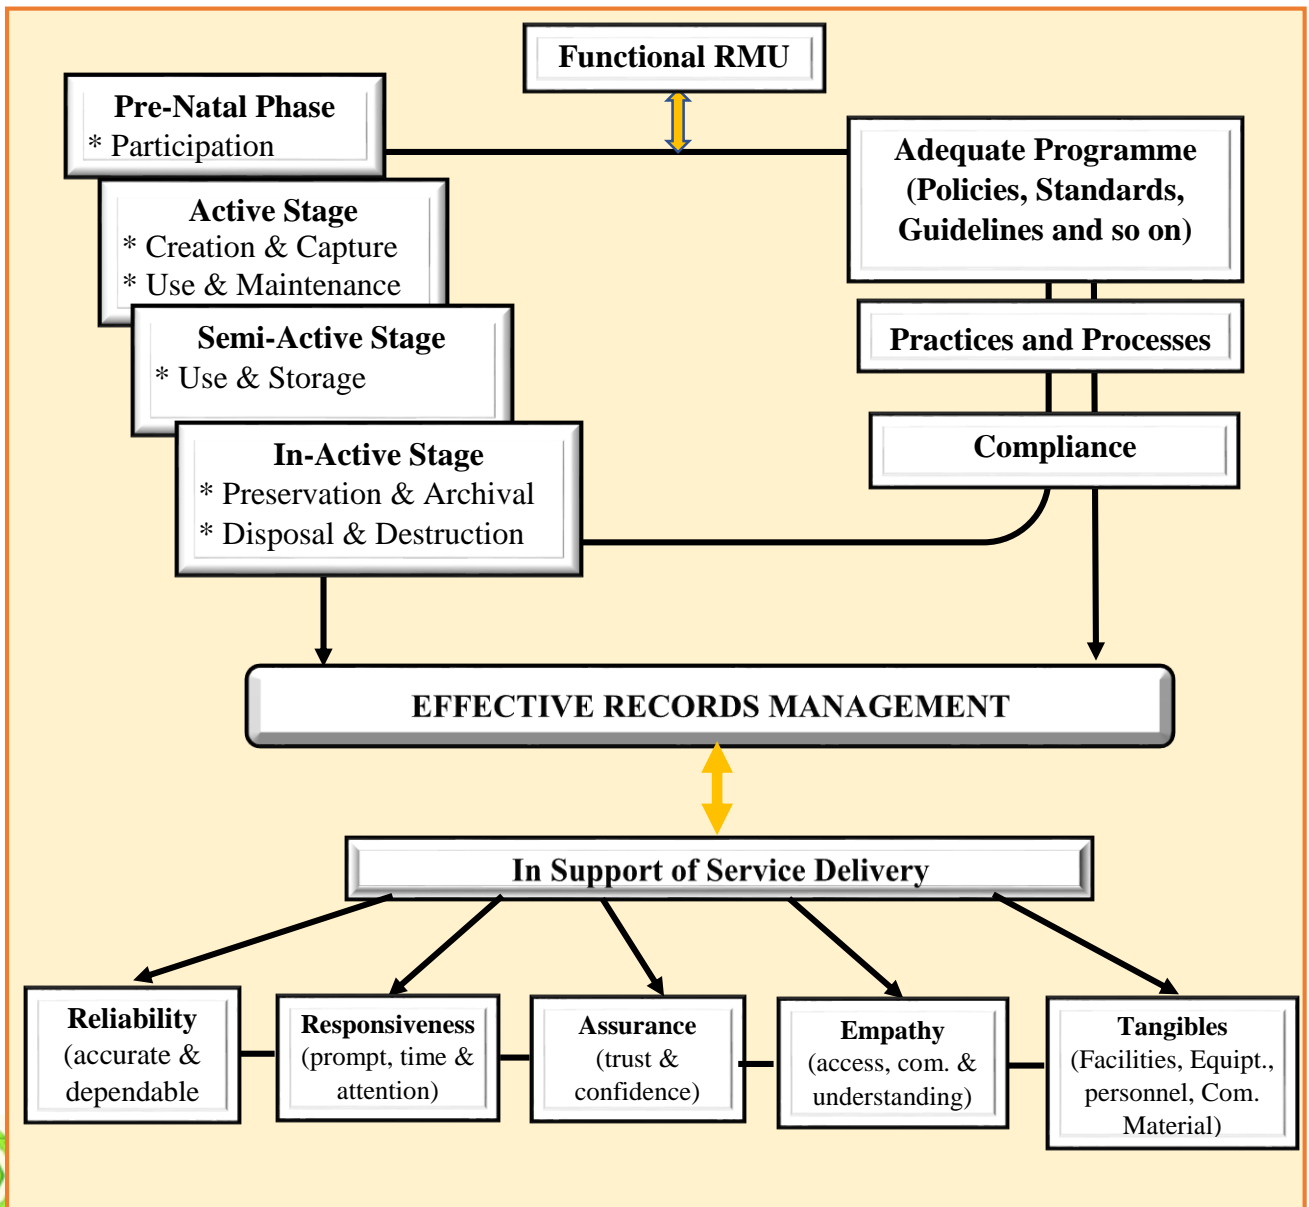 Functional RMU
Pre-Natal Phase
* Participation
Adequate Programme
(Policies, Standards,
Guidelines and so on)
Active Stage
* Creation & Capture
* Use & Maintenance
Practices and Processes
Semi-Active Stage
* Use & Storage
Compliance
In-Active Stage
* Preservation & Archival
* Disposal & Destruction
EFFECTIVE RECORDS MANAGEMENT
In Support of Service Delivery
Reliability
(accurate &
dependable
Responsiveness
(prompt, time &
attention)
Assurance
(trust &
confidence)
Empathy
(access, com. &
understanding)
Tangibles
(Facilities, Equipt.,
personnel, Com.
Material)